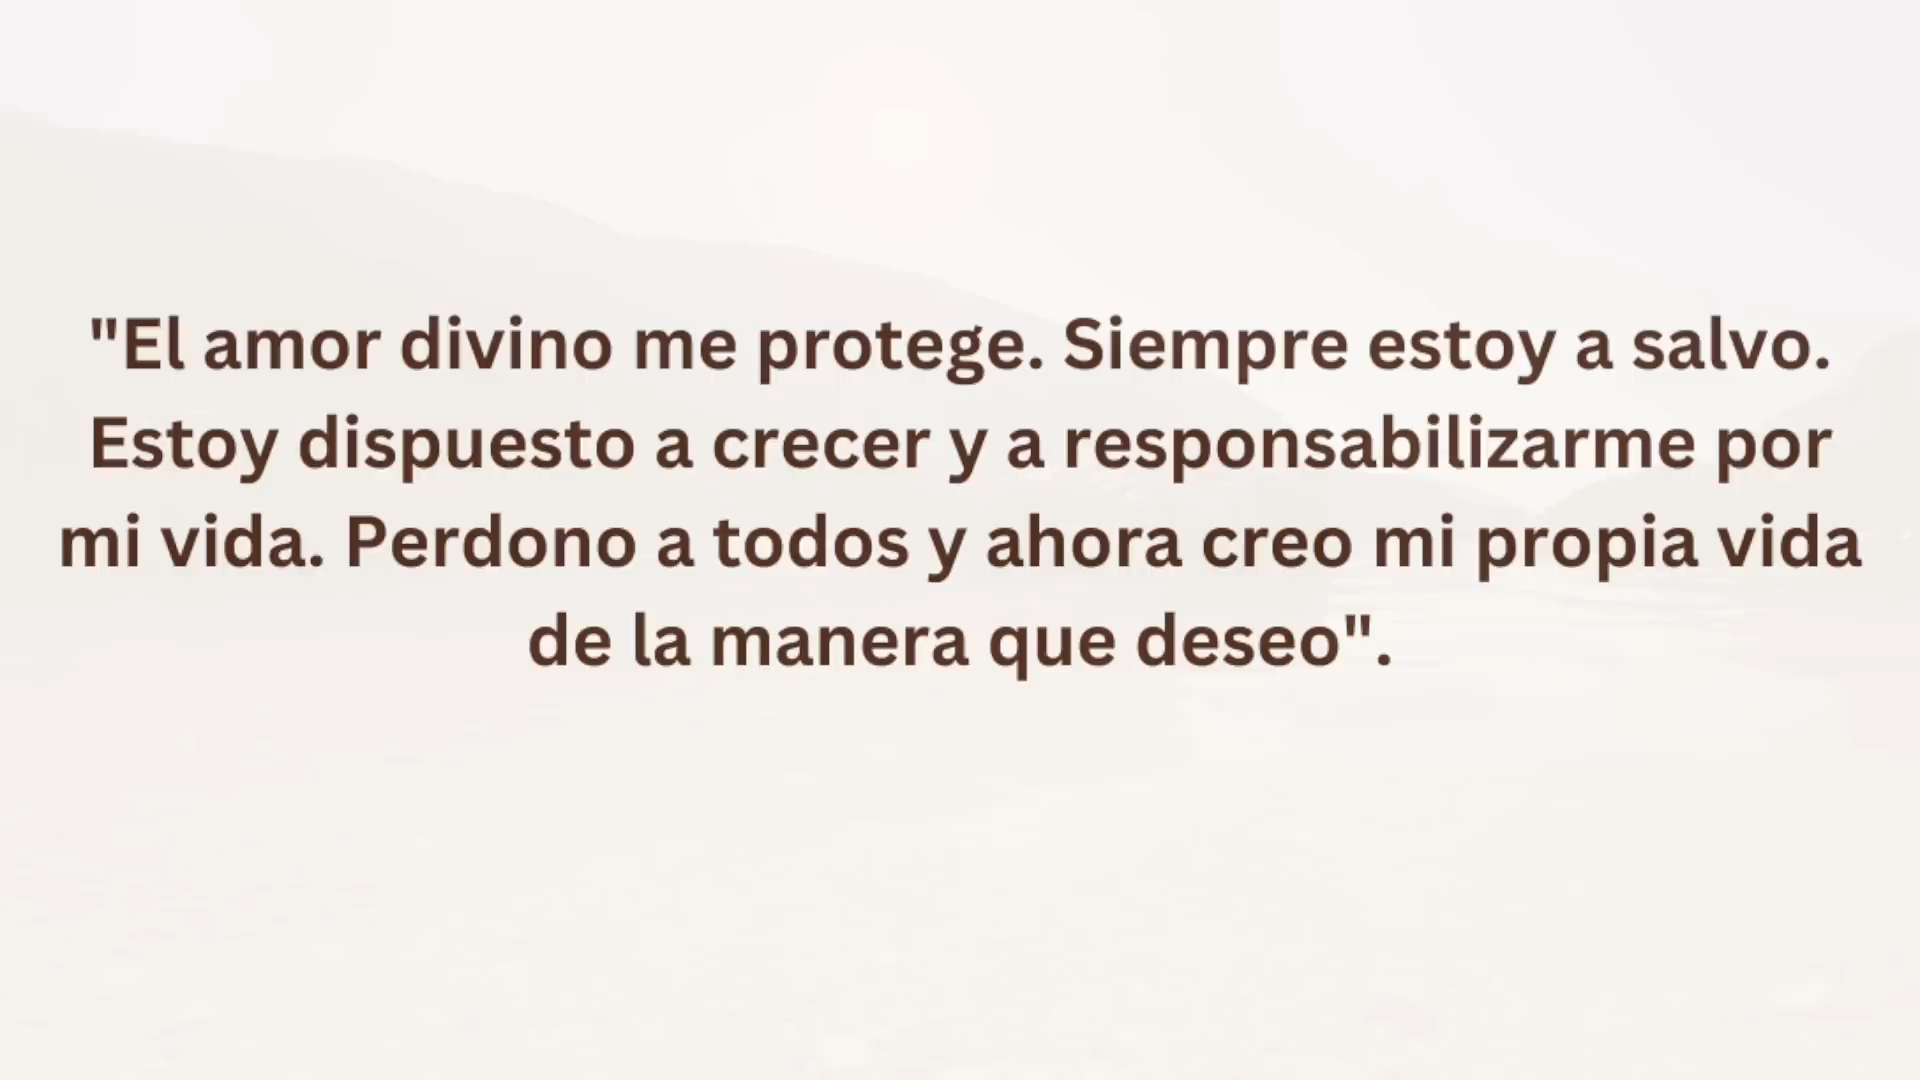 "El amor divino me protege. Siempre estoy a salvo.
Estoy dispuesto a crecer y a responsabilizarme por
mi vida. Perdono a todos y ahora creo mi propia vida
de la manera que deseo".